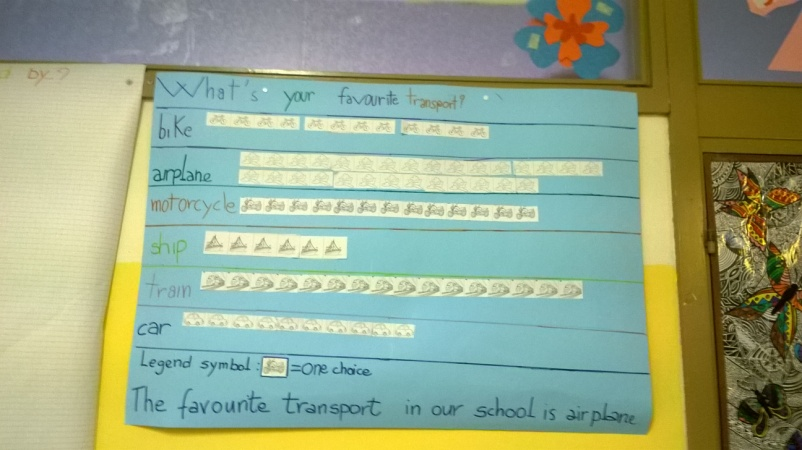 d by?
What's your favourite transport?
bike
airplane
motorcycle
ship
train
car
Legend symbol: =One choice
The favourite transport in our school is airplane